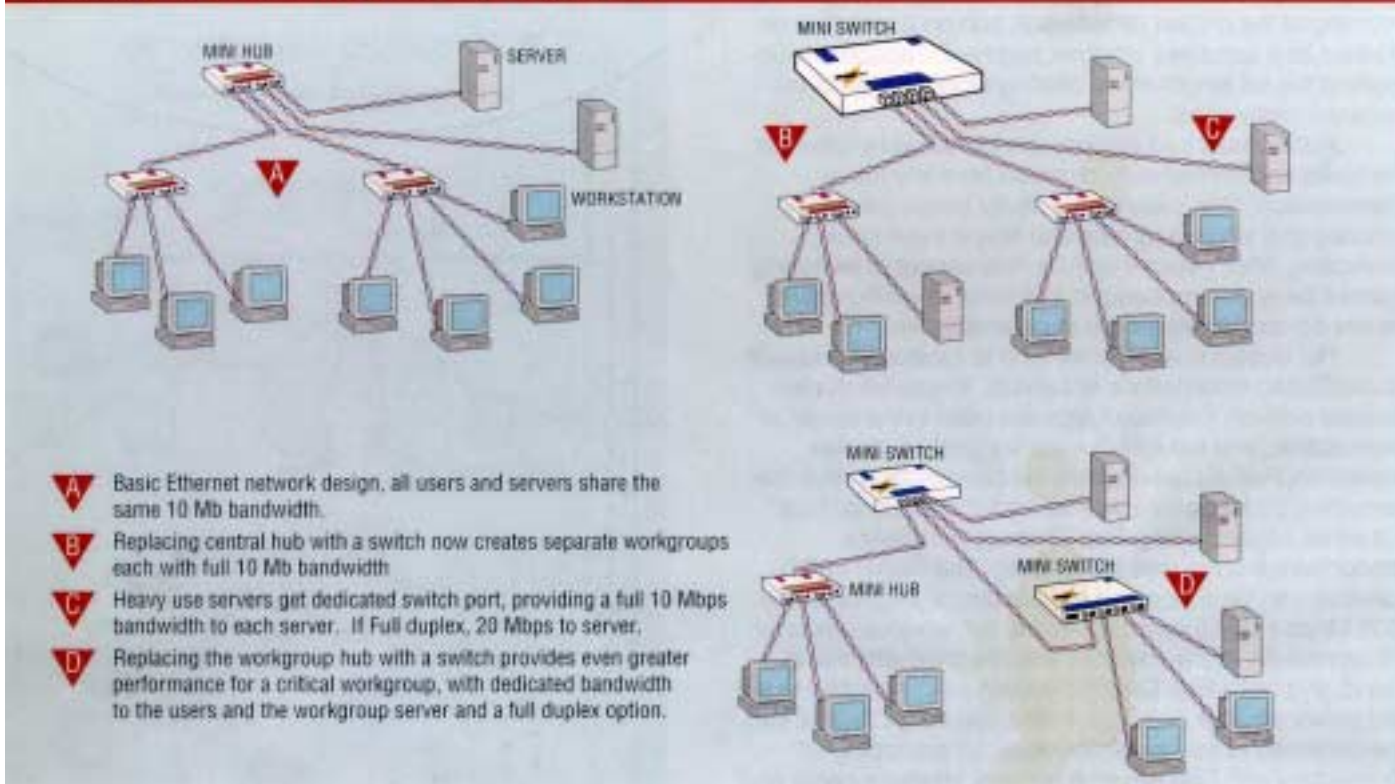 MINI HUB
SERVER
A
WORKSTATION
MINI SWITCH
B
C
A Basic Ethernet network design, all users and servers share the
same 10 Mb bandwidth.
B Replacing central hub with a switch now creates separate workgroups
each with full 10 Mb bandwidth
C Heavy use servers get dedicated switch port, providing a full 10 Mbps
bandwidth to each server. If Full duplex, 20 Mbps to server.
D Replacing the workgroup hub with a switch provides even greater
performance for a critical workgroup, with dedicated bandwidth
to the users and the workgroup server and a full duplex option.
MINI SWITCH
MINI HUB
MINI SWITCH
D